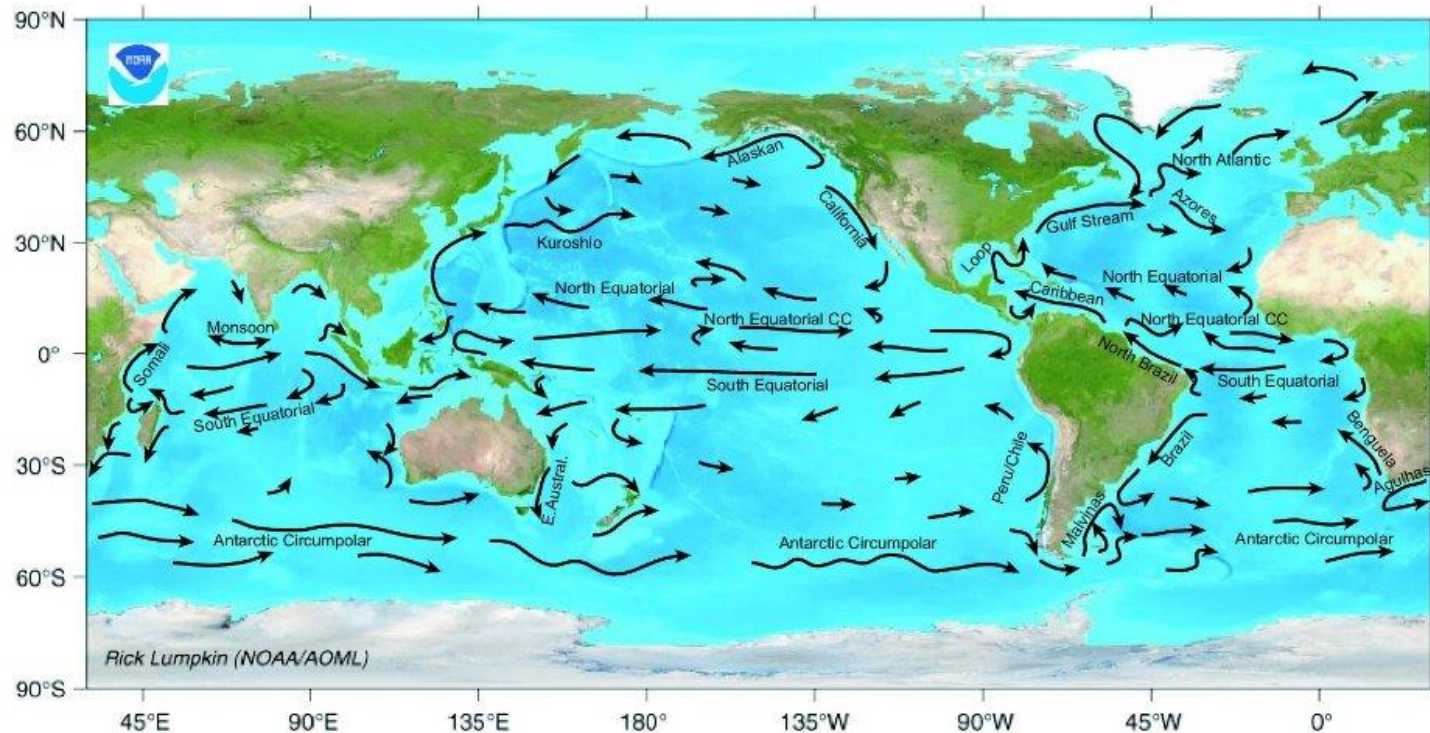 90°N
NOAA
60°N
Alaskan
North Atlantic
California
Azores
Gulf Stream
30°N
Kuroshio
Loop
North Equatorial
North Equatorial
Caribbean
Monsoon
North Equatorial CC
North Equatorial CC
0°
Somali
North Brazil
South Equatorial
South Equatorial
South Equatorial
Brazil
Benguela
30°S
Peru/Chile
Agulhas
E. Austral.
Malvinas
Antarctic Circumpolar
Antarctic Circumpolar
Antarctic Circumpolar
60°S
Rick Lumpkin (NOAA/AOML)
90°S
45°E
90°E
135°E
180°
135°W
90°W
45°W
0°